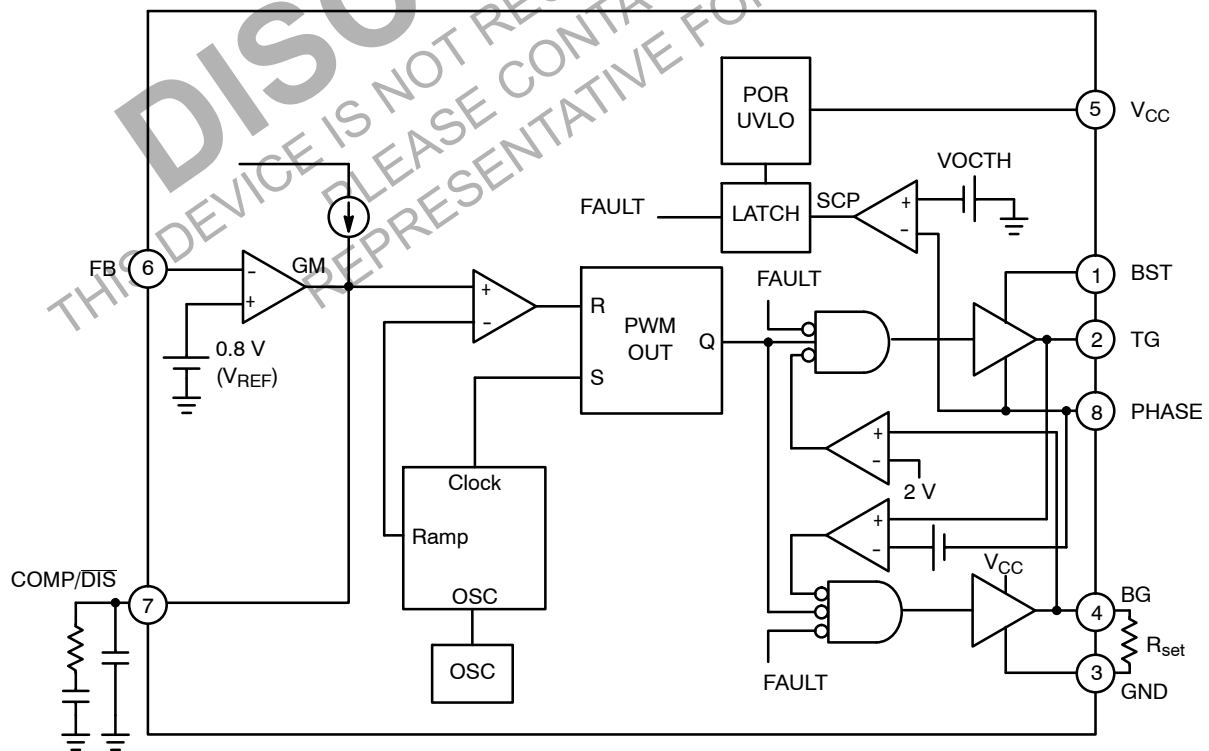 DISC
THIS DEVICE IS NOT REC
PLEASE CONTA
REPRESENTATIVE FO
POR
UVLO
5
VCC
VOCTH
FAULT
LATCH
SCP
+
-
FB
6
-
+
GM
0.8 V
(VREF)
+
-
R
PWM
OUT
Q
S
FAULT
1
BST
2
TG
8
PHASE
+
-
2 V
Clock
Ramp
OSC
OSC
+
-
VCC
COMP/DIS
7
BG
4
Rset
3
GND
FAULT